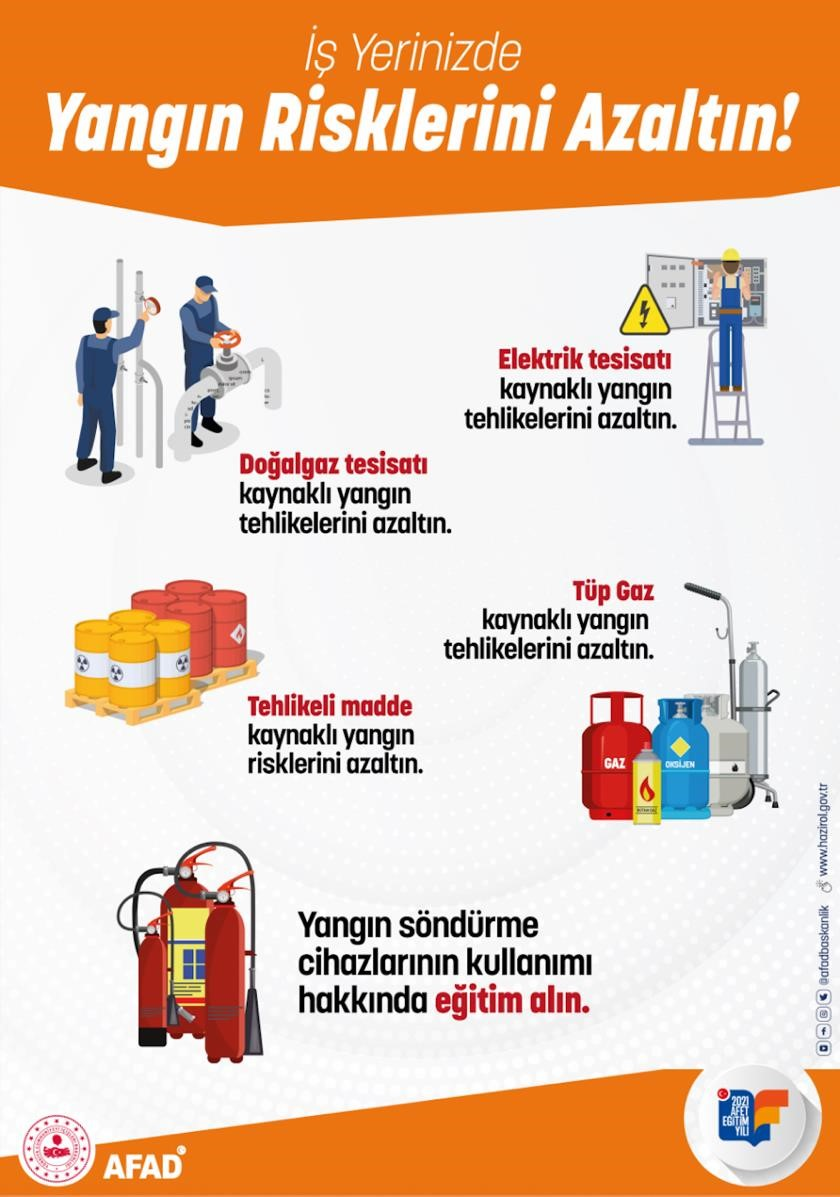 İş Yerinizde
Yangın Risklerini Azaltın!
Elektrik tesisatı
kaynaklı yangın
tehlikelerini azaltın.
Doğalgaz tesisatı
kaynaklı yangın
tehlikelerini azaltın.
Tüp Gaz
kaynaklı yangın
tehlikelerini azaltın.
GAZ
OKSİJEN
Tehlikeli madde
kaynaklı yangın
risklerini azaltın.
Yangın söndürme
cihazlarının kullanımı
hakkında eğitim alın.
www.hazirol.gov.tr
@afadbaskanlik
AFAD
2021
AFET
EĞİTİM
YILI